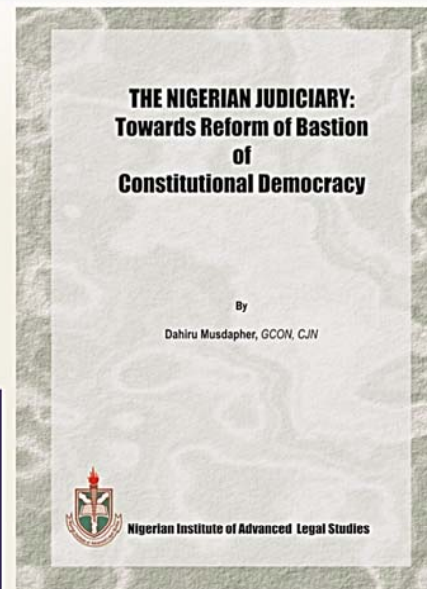 THE NIGERIAN JUDICIARY:
Towards Reform of Bastion
of
Constitutional Democracy
By
Dahiru Musdapher, GCON, CJN
Nigerian Institute of Advanced Legal Studies